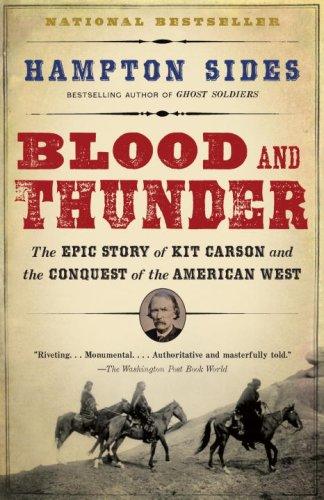 NATIONAL BESTSELLER
HAMPTON SIDES
BESTSELLING AUTHOR OF GHOST SOLDIERS
BLOOD AND
THUNDER
The EPIC STORY of KIT CARSON and
the CONQUEST of the AMERICAN WEST
"Riveting. . . Monumental. . . . Authoritative and masterfully told."
—The Washington Post Book World